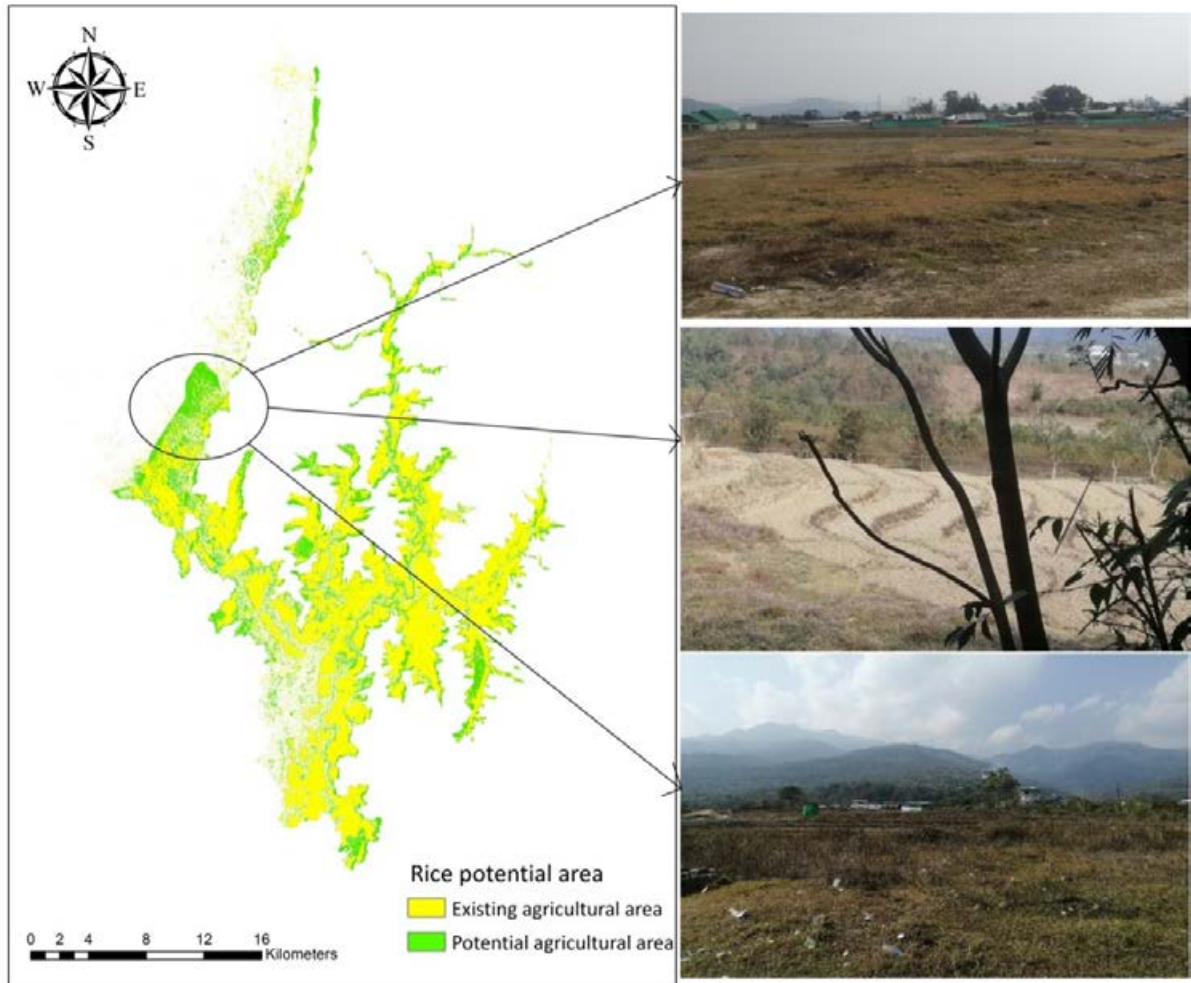 N
W E
S
Rice potential area
Existing agricultural area
Potential agricultural area
0 2 4 8 12 16
Kilometers